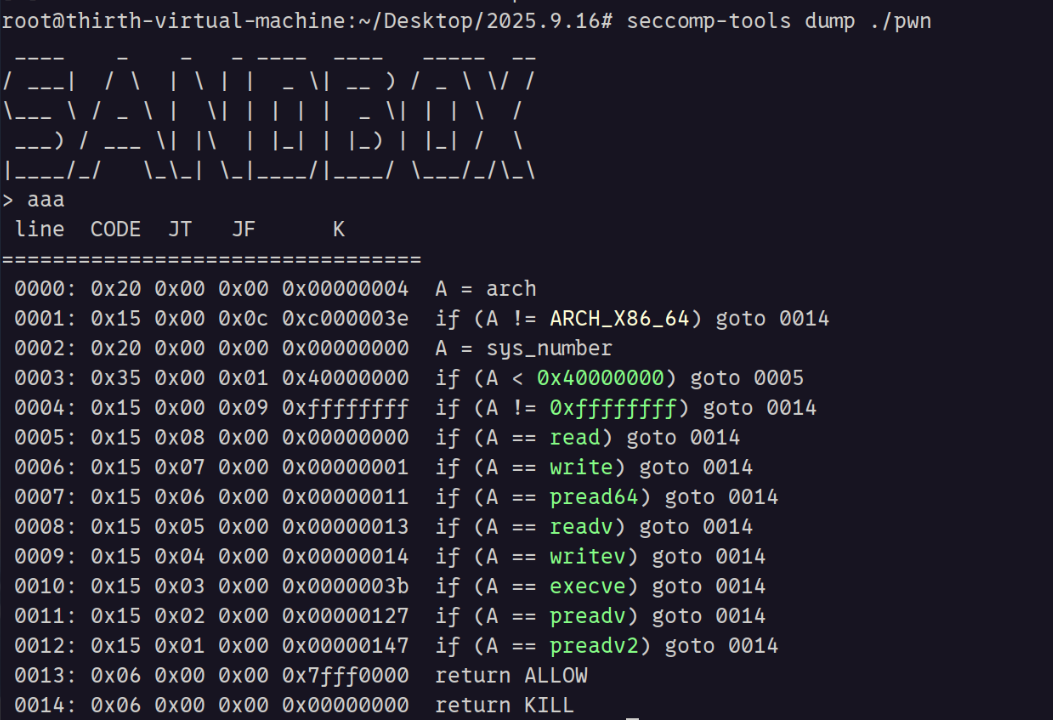 root@thirth-virtual-machine:~/Desktop/2025.9.16# seccomp-tools dump ./pwn
  ____    _    _   _ ____  ____   _____  __
/ ___|  / \  | \ | |  _ \| __ ) / _ \ \/ /
\___ \ / _ \ |  \| | | | |  _ \| | | \  /
 ___) / ___ \| |\  | |_| | |_) | |_| /  \
|____/_/   \_\_| \_|____/|____/ \___/_/\_\
> aaa
 line  CODE  JT   JF      K
=================================
 0000: 0x20 0x00 0x00 0x00000004  A = arch
 0001: 0x15 0x00 0x0c 0xc000003e  if (A != ARCH_X86_64) goto 0014
 0002: 0x20 0x00 0x00 0x00000000  A = sys_number
 0003: 0x35 0x00 0x01 0x40000000  if (A < 0x40000000) goto 0005
 0004: 0x15 0x00 0x09 0xffffffff  if (A != 0xffffffff) goto 0014
 0005: 0x15 0x08 0x00 0x00000000  if (A == read) goto 0014
 0006: 0x15 0x07 0x00 0x00000001  if (A == write) goto 0014
 0007: 0x15 0x06 0x00 0x00000011  if (A == pread64) goto 0014
 0008: 0x15 0x05 0x00 0x00000013  if (A == readv) goto 0014
 0009: 0x15 0x04 0x00 0x00000014  if (A == writev) goto 0014
 0010: 0x15 0x03 0x00 0x0000003b  if (A == execve) goto 0014
 0011: 0x15 0x02 0x00 0x00000127  if (A == preadv) goto 0014
 0012: 0x15 0x01 0x00 0x00000147  if (A == preadv2) goto 0014
 0013: 0x06 0x00 0x00 0x7fff0000  return ALLOW
 0014: 0x06 0x00 0x00 0x00000000  return KILL